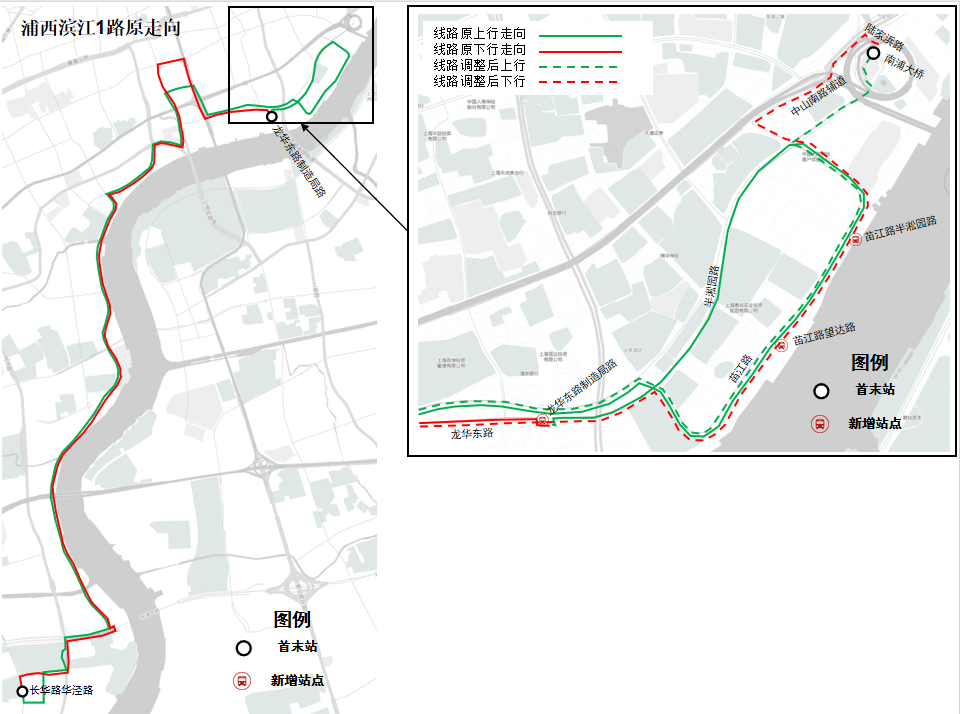 浦西滨江1路原走向
龙华东路制造局路
长华路华泾路
图例
首末站
新增站点
线路原上行走向
线路原下行走向
线路调整后上行
线路调整后下行
陆家浜路
南浦大桥
中山南路辅道
苗江路半淞园路
半淞园路
苗江路望达路
苗江路
龙华东路制造局路
龙华东路
图例
首末站
新增站点